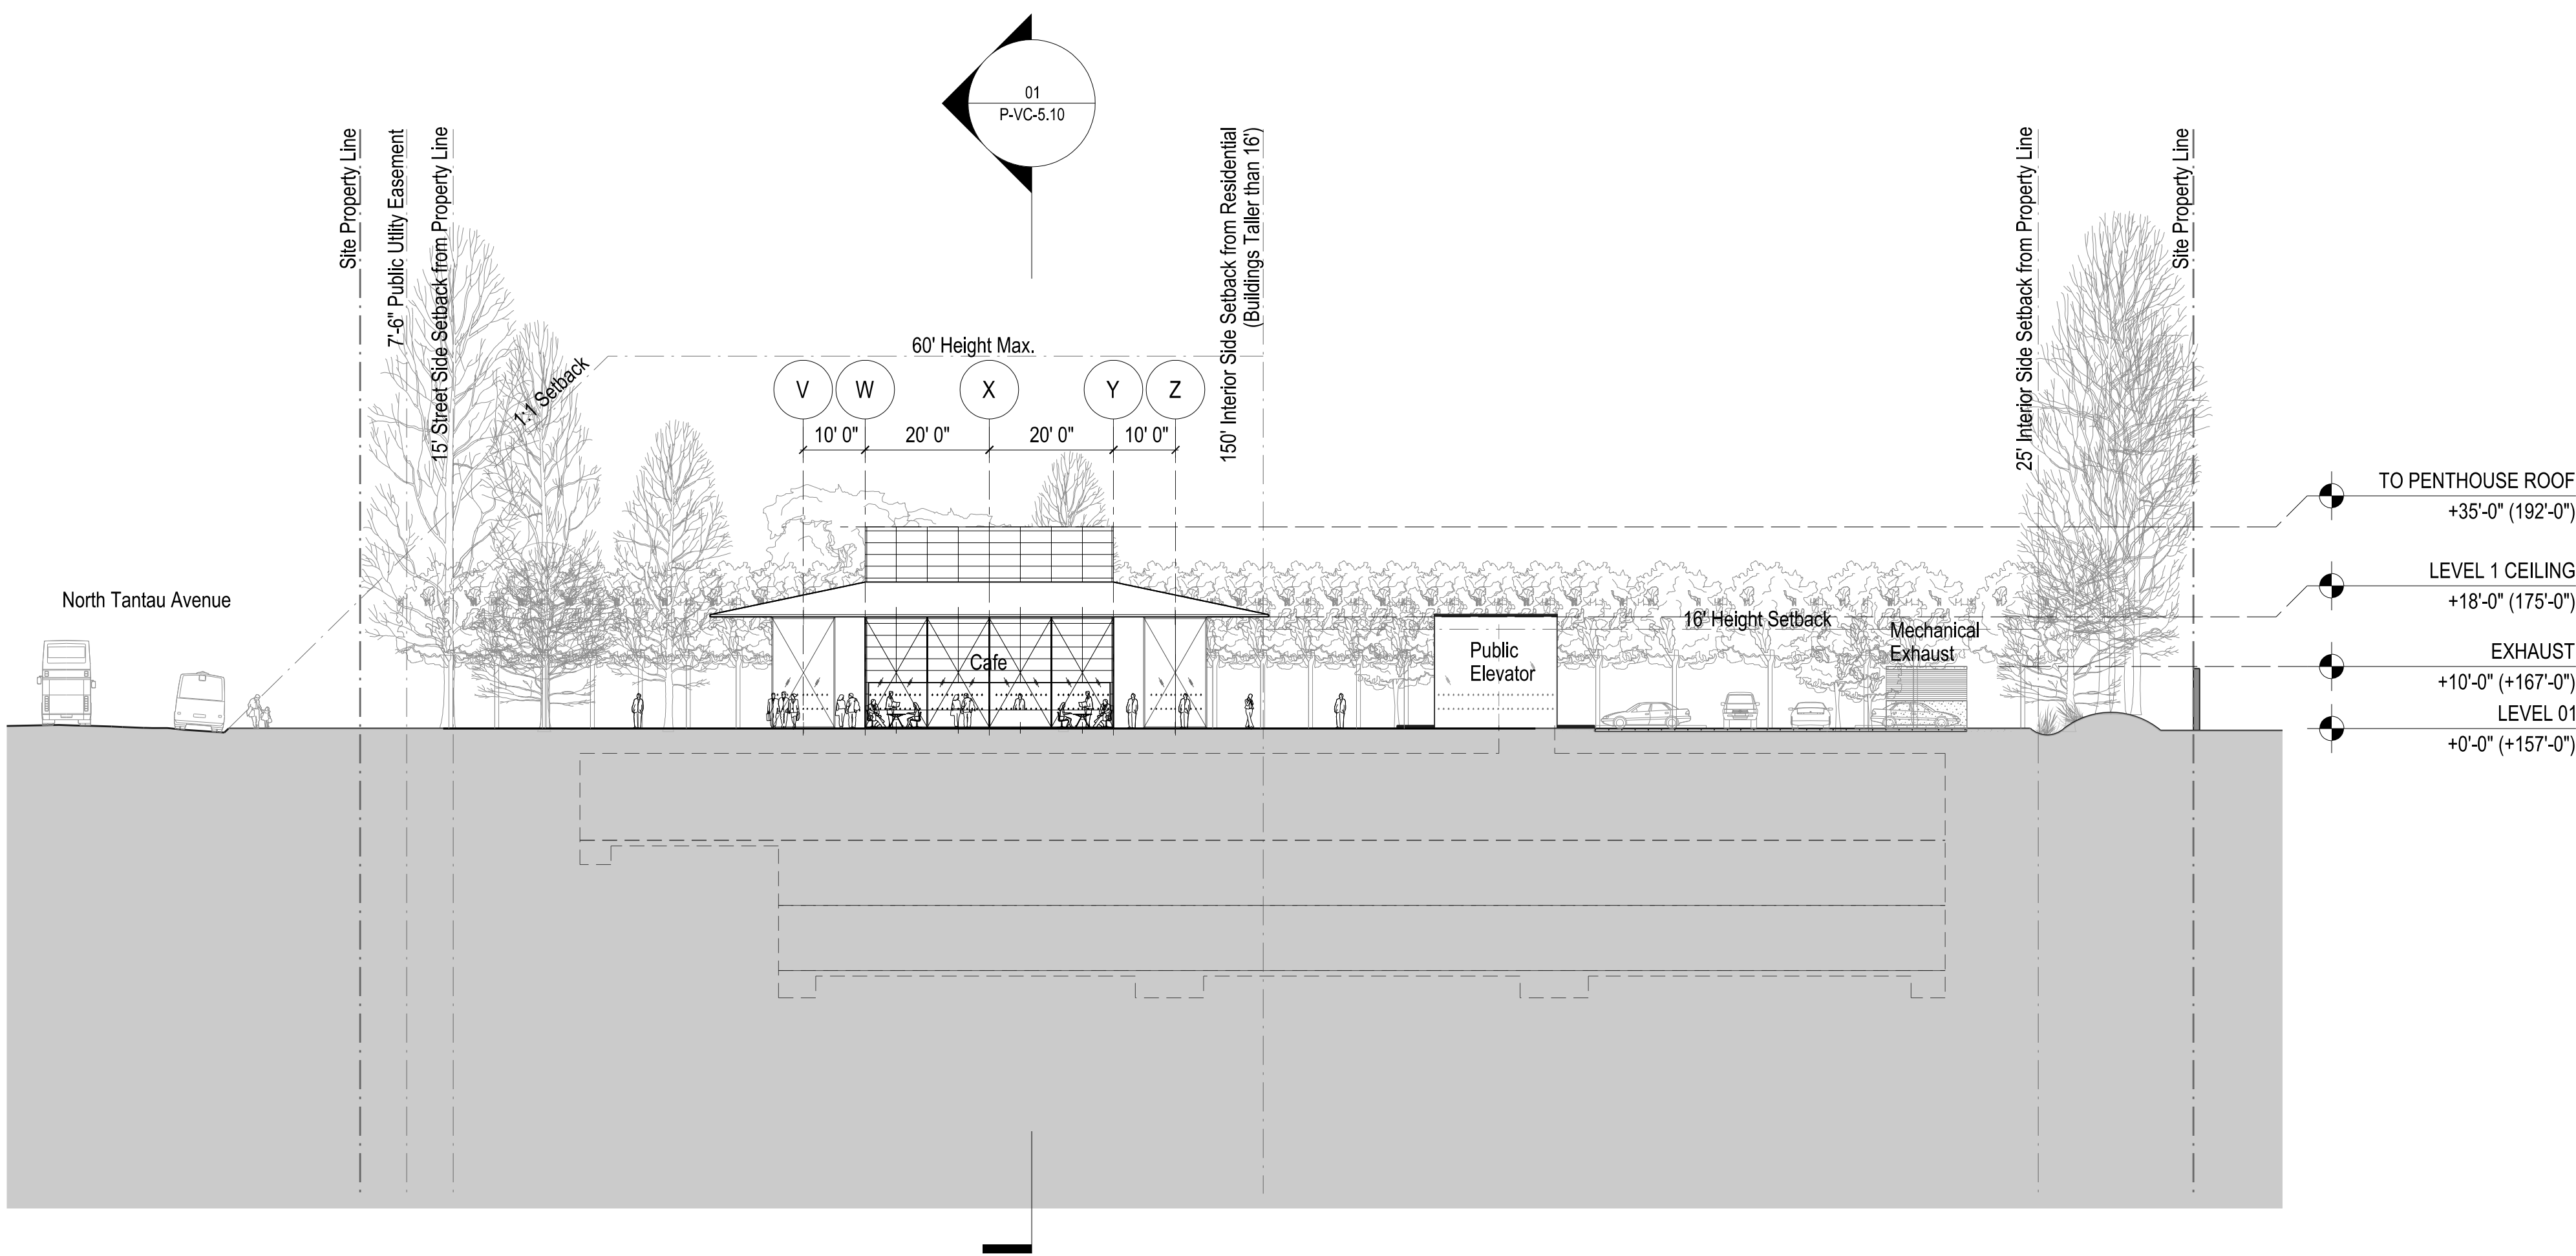 01
P-VC-5.10
Site Property Line
7'-6" Public Utlity Easement
15' Street Side Setback from Property Line
150' Interior Side Setback from Residential
(Buildings Taller than 16')
25' Interior Side Setback from Property Line
Site Property Line
60' Height Max.
1:1 Setback
V
W
X
Y
Z
10' 0"
20' 0"
20' 0"
10' 0"
TO PENTHOUSE ROOF
+35'-0" (192'-0")
LEVEL 1 CEILING
+18'-0" (175'-0")
North Tantau Avenue
16' Height Setback
Mechanical
Exhaust
Cafe
Public
Elevator
EXHAUST
+10'-0" (+167'-0")
LEVEL 01
+0'-0" (+157'-0")